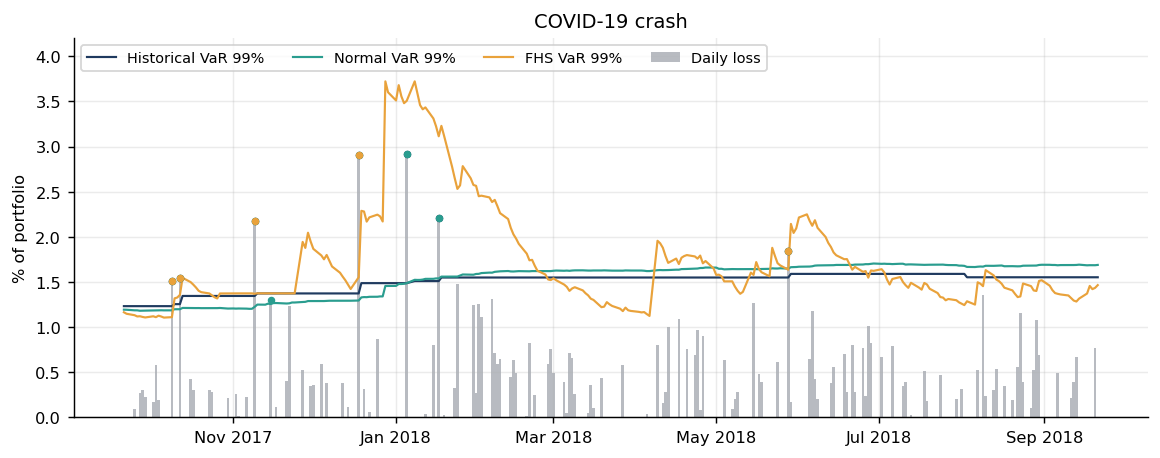 COVID-19 crash
Historical VaR 99%
Normal VaR 99%
FHS VaR 99%
Daily loss
% of portfolio
4.0
3.5
3.0
2.5
2.0
1.5
1.0
0.5
0.0
Nov 2017
Jan 2018
Mar 2018
May 2018
Jul 2018
Sep 2018